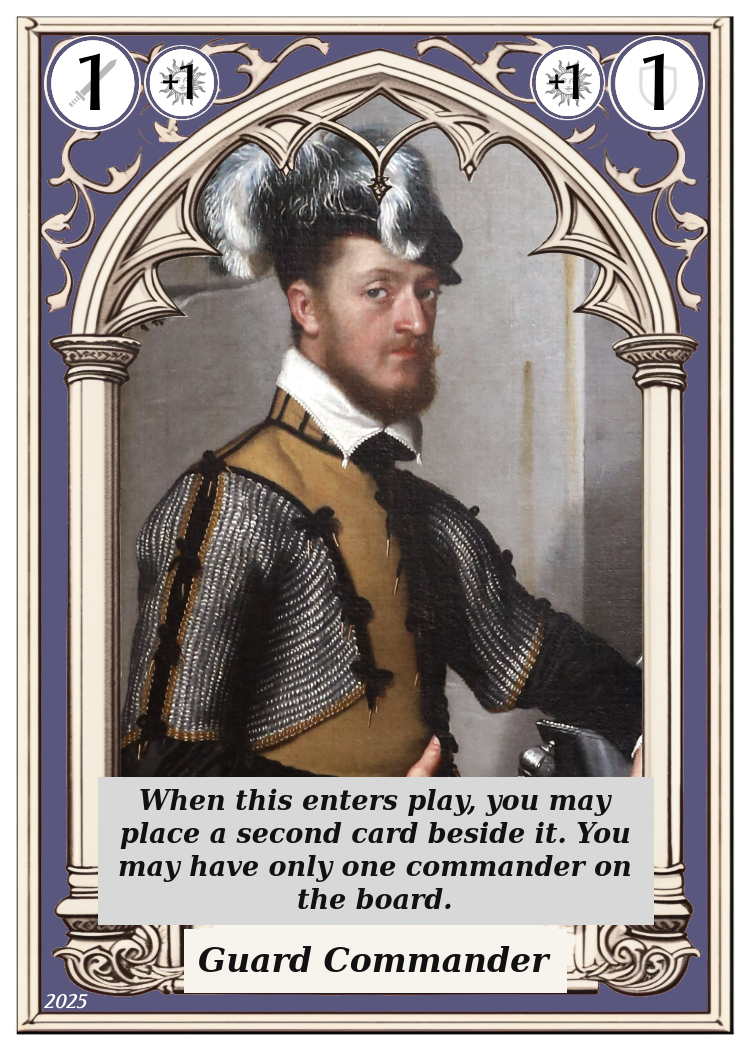 1 +1 +1 1
When this enters play, you may
place a second card beside it. You
may have only one commander on
the board.
Guard Commander
2025